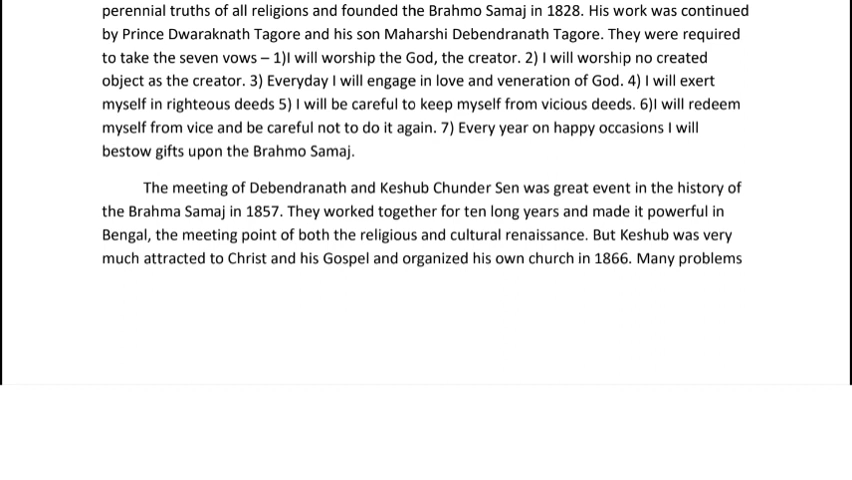 perennial truths of all religions and founded the Brahmo Samaj in 1828. His work was continued
by Prince Dwaraknath Tagore and his son Maharshi Debendranath Tagore. They were required
to take the seven vows – 1)I will worship the God, the creator. 2) I will worship no created
object as the creator. 3) Everyday I will engage in love and veneration of God. 4) I will exert
myself in righteous deeds 5) I will be careful to keep myself from vicious deeds. 6)I will redeem
myself from vice and be careful not to do it again. 7) Every year on happy occasions I will
bestow gifts upon the Brahmo Samaj.
The meeting of Debendranath and Keshub Chunder Sen was great event in the history of
the Brahma Samaj in 1857. They worked together for ten long years and made it powerful in
Bengal, the meeting point of both the religious and cultural renaissance. But Keshub was very
much attracted to Christ and his Gospel and organized his own church in 1866. Many problems